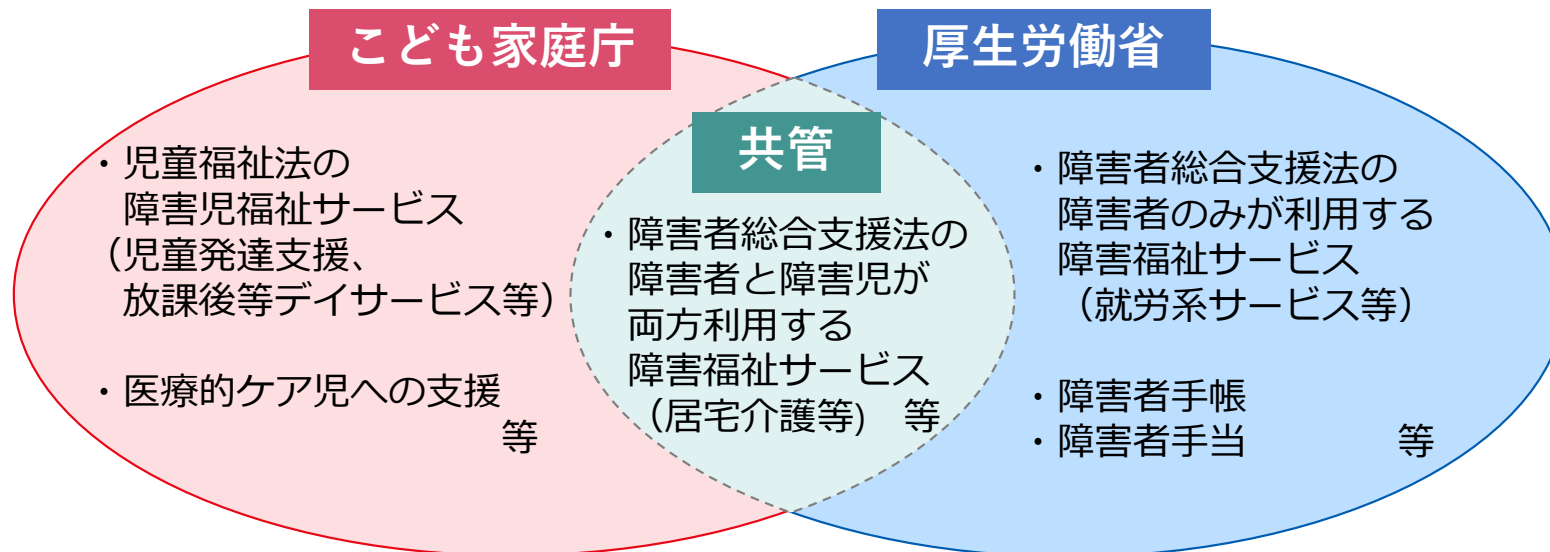 こども家庭庁
・児童福祉法の
障害児福祉サービス
(児童発達支援、
放課後等デイサービス等)
・医療的ケア児への支援
等
共管
・障害者総合支援法の
障害者と障害児が
両方利用する
障害福祉サービス
(居宅介護等) 等
厚生労働省
・障害者総合支援法の
障害者のみが利用する
障害福祉サービス
(就労系サービス等)
・障害者手帳
・障害者手当 等